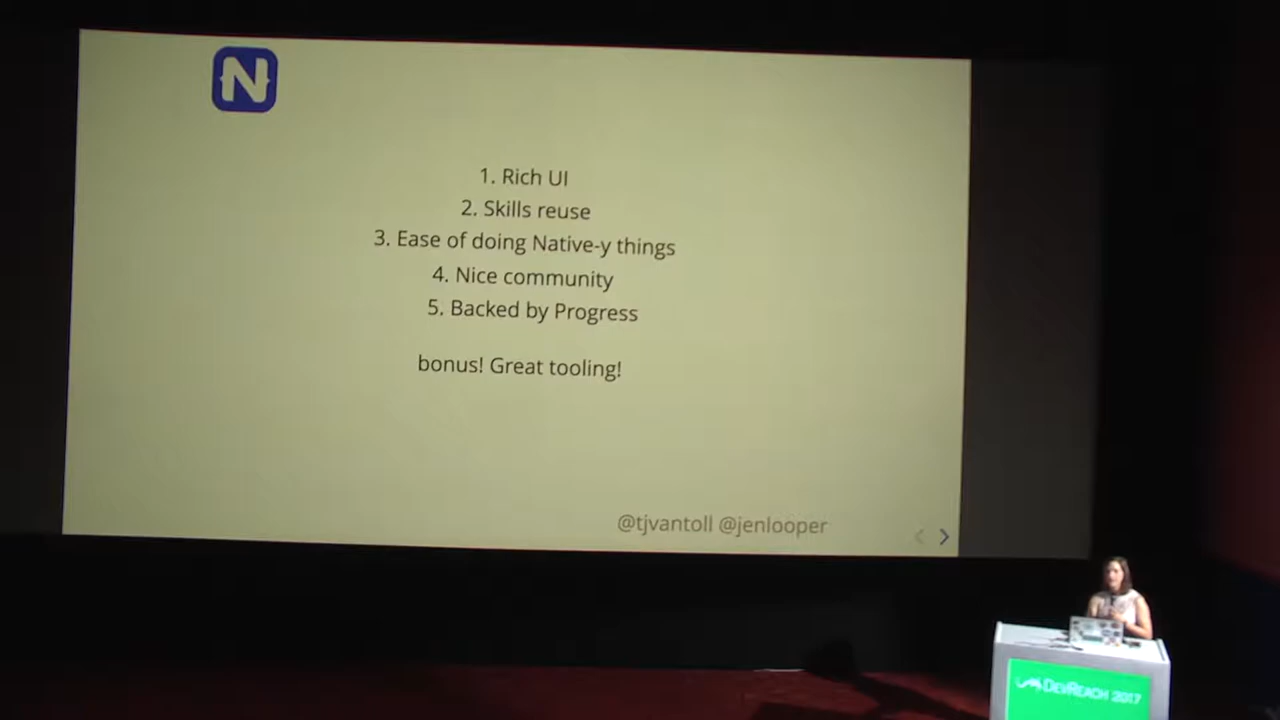 N
1. Rich UI
2. Skills reuse
3. Ease of doing Native-y things
4. Nice community
5. Backed by Progress
bonus! Great tooling!
@tjvantoll @jenlooper
DEVREACH 2017